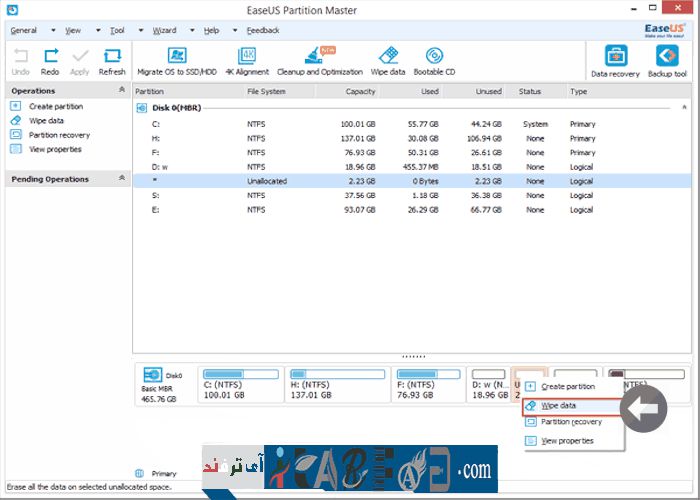 EaseUS Partition Master
General View Tool Wizard Help Feedback
EaseUS
Make your life easy!
Undo Redo Apply Refresh Migrate OS to SSD/HDD 4K Alignment Cleanup and Optimization Wipe data Bootable CD Data recovery Backup tool
Operations
Create partition
Wipe data
Partition recovery
View properties
Pending Operations
Partition File System Capacity Used Unused Status Type
Disk 0(MBR)
C: NTFS 100.01 GB 55.77 GB 44.24 GB System Primary
H: NTFS 137.01 GB 30.08 GB 106.94 GB None Primary
F: NTFS 76.93 GB 50.31 GB 26.61 GB None Primary
D: w NTFS 18.96 GB 455.37 MB 18.51 GB None Logical
* Unallocated 2.23 GB 0 Bytes 2.23 GB None Logical
S: NTFS 37.56 GB 1.18 GB 36.38 GB None Logical
E: NTFS 93.07 GB 26.29 GB 66.77 GB None Logical
Disk0
Basic MBR
465.76 GB
C: (NTFS)
100.01 GB
H: (NTFS)
137.01 GB
F: (NTFS)
76.93 GB
D: w (N...
18.96 GB
Create partition
Wipe data
Partition recovery
View properties
Primary
آی ترفند
.com
Erase all the data on selected unallocated space.